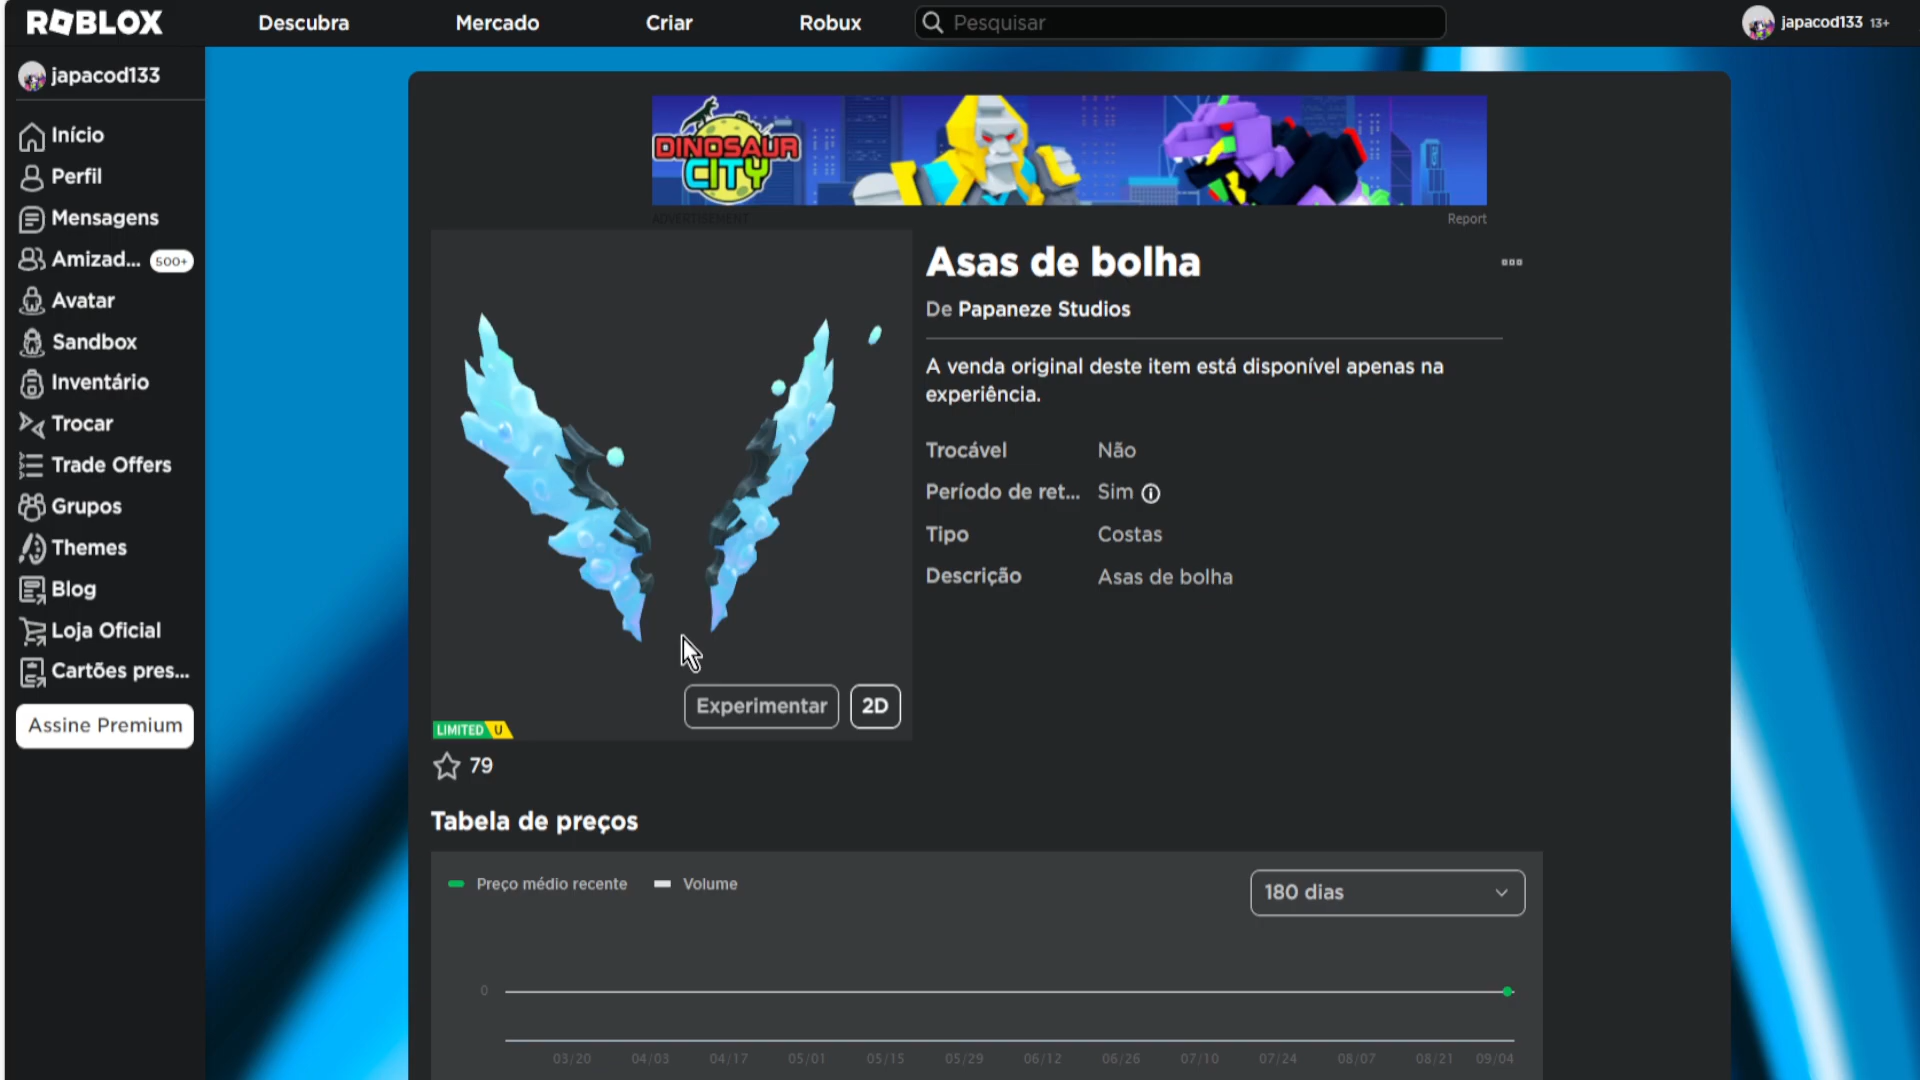 ROBLOX
Descubra
Mercado
Criar
Robux
Pesquisar
japacod133 13+
japacod133
Início
Perfil
Mensagens
Amizad... 500+
Avatar
Sandbox
Inventário
Trocar
Trade Offers
Grupos
Themes
Blog
Loja Oficial
Cartões pres...
Assine Premium
DINOSAUR
CITY
ADVERTISEMENT
Report
Asas de bolha
De Papaneze Studios
A venda original deste item está disponível apenas na
experiência.
Trocável Não
Período de ret... Sim
Tipo Costas
Descrição Asas de bolha
Experimentar
2D
LIMITED U
79
Tabela de preços
Preço médio recente
Volume
180 dias
0
03/20 04/03 04/17 05/01 05/15 05/29 06/12 06/26 07/10 07/24 08/07 08/21 09/04